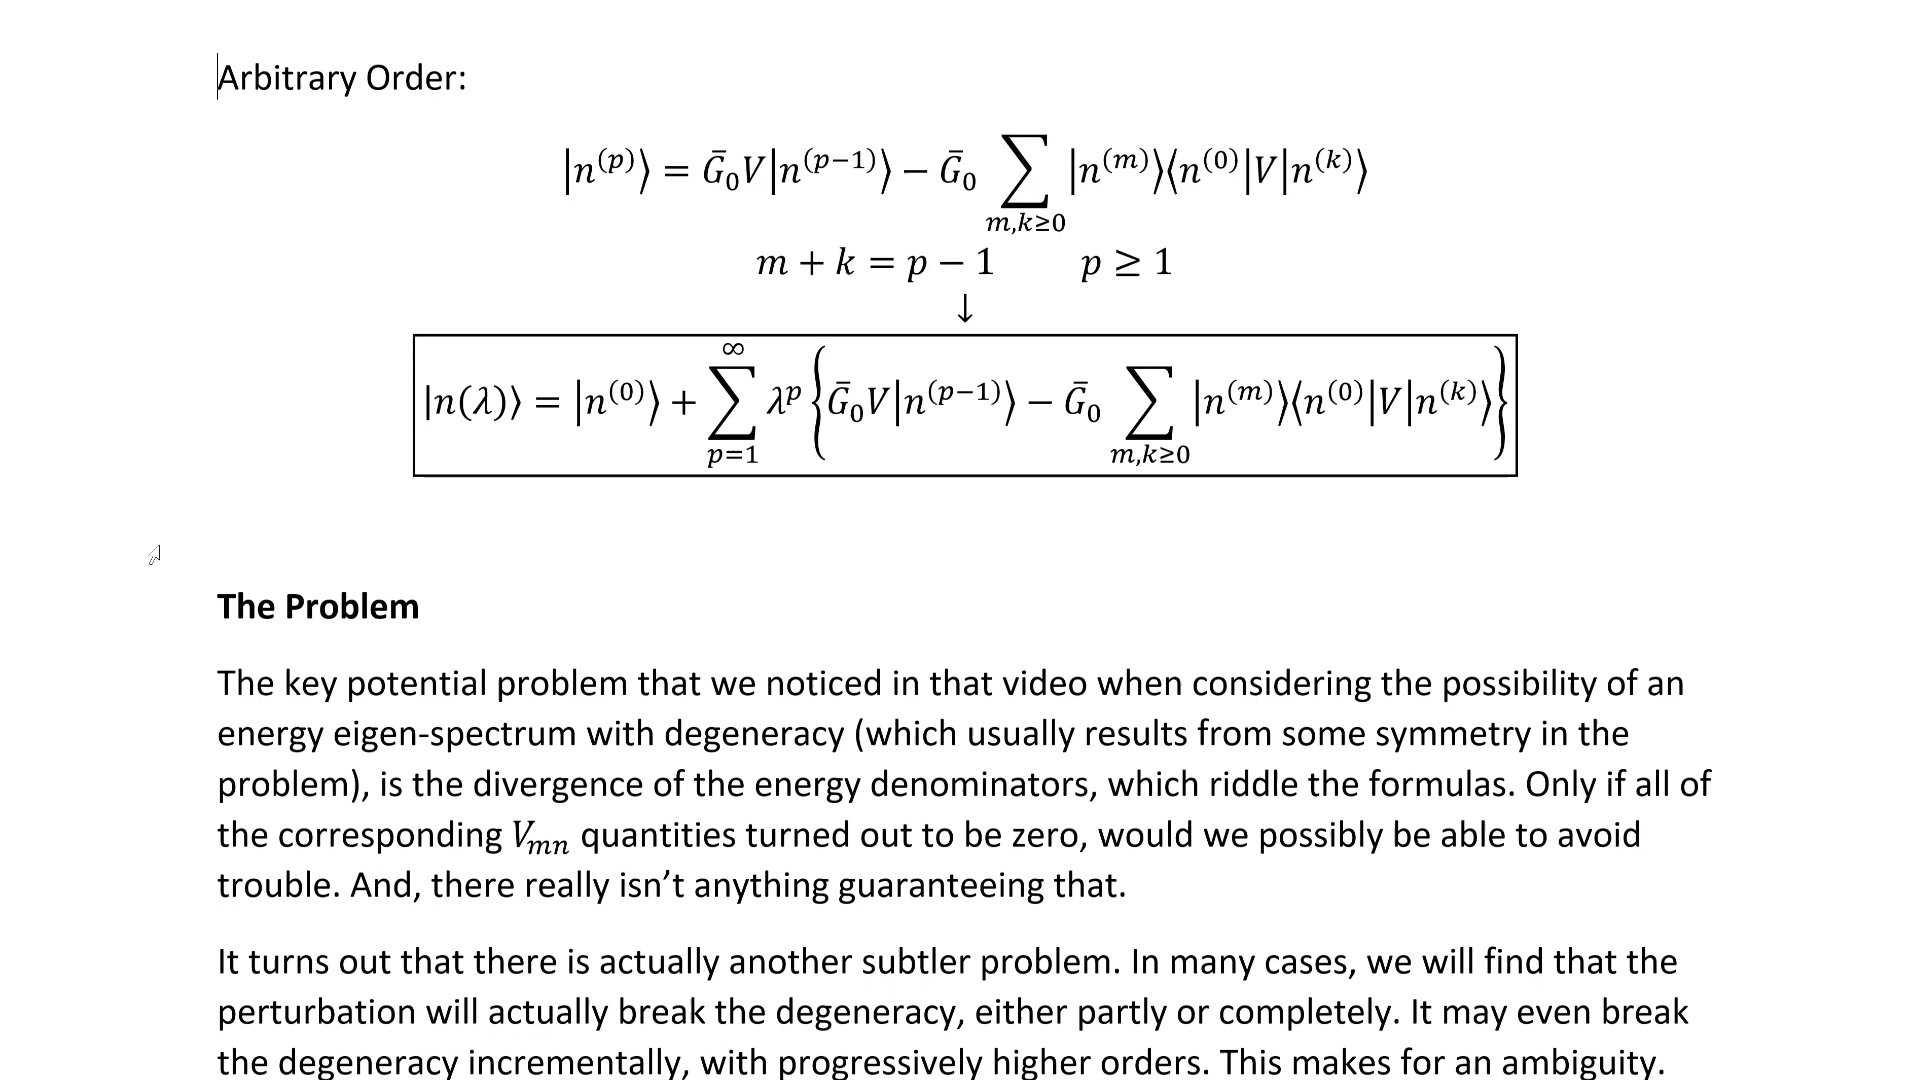 Arbitrary Order:
|n⁽ᵖ⁾⟩ = Ḡ₀V|n⁽ᵖ⁻¹⁾⟩ − Ḡ₀ ∑_{m,k≥0} |n⁽ᵐ⁾⟩⟨n⁽⁰⁾|V|n⁽ᵏ⁾⟩
m + k = p − 1 p ≥ 1
↓
|n(λ)⟩ = |n⁽⁰⁾⟩ + ∑_{p=1}^{∞} λᵖ {Ḡ₀V|n⁽ᵖ⁻¹⁾⟩ − Ḡ₀ ∑_{m,k≥0} |n⁽ᵐ⁾⟩⟨n⁽⁰⁾|V|n⁽ᵏ⁾⟩}
The Problem
The key potential problem that we noticed in that video when considering the possibility of an
energy eigen-spectrum with degeneracy (which usually results from some symmetry in the
problem), is the divergence of the energy denominators, which riddle the formulas. Only if all of
the corresponding Vₘₙ quantities turned out to be zero, would we possibly be able to avoid
trouble. And, there really isn’t anything guaranteeing that.
It turns out that there is actually another subtler problem. In many cases, we will find that the
perturbation will actually break the degeneracy, either partly or completely. It may even break
the degeneracy incrementally, with progressively higher orders. This makes for an ambiguity.